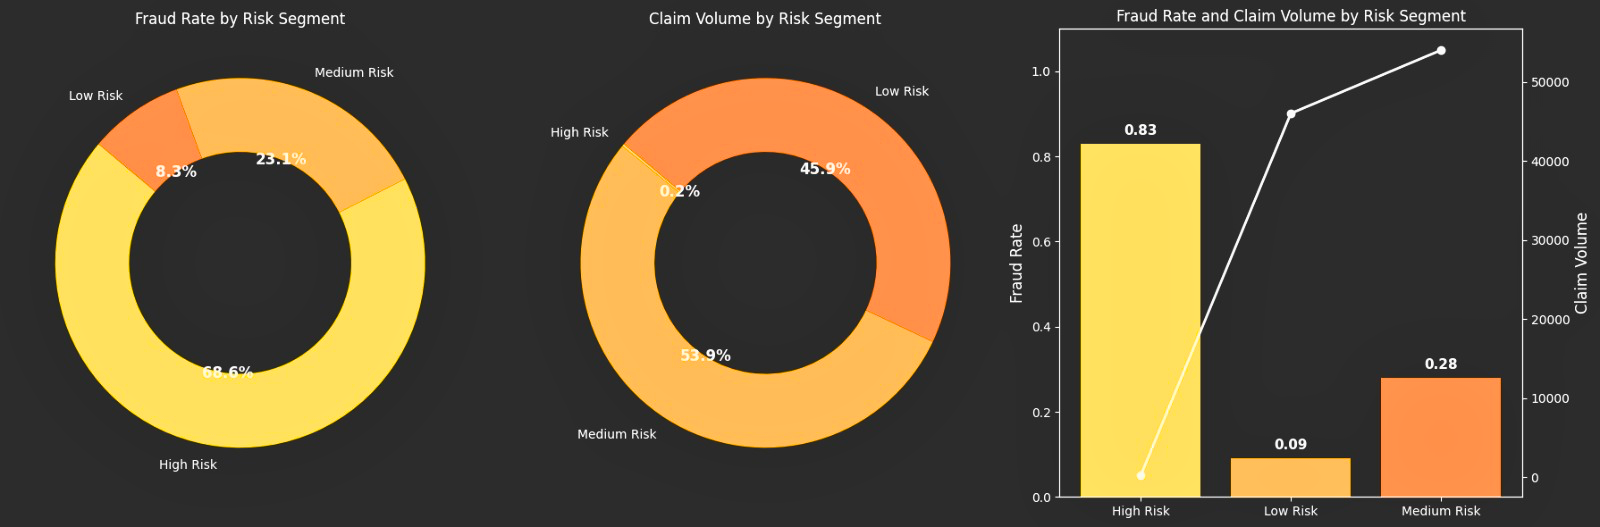 Fraud Rate by Risk Segment
Medium Risk
Low Risk
23.1%
8.3%
68.6%
High Risk
Claim Volume by Risk Segment
Low Risk
High Risk
45.9%
0.2%
53.9%
Medium Risk
Fraud Rate and Claim Volume by Risk Segment
Fraud Rate
1.0
0.8
0.6
0.4
0.2
0.0
0.83
0.09
0.28
High Risk
Low Risk
Medium Risk
50000
40000
30000
20000
10000
0
Claim Volume